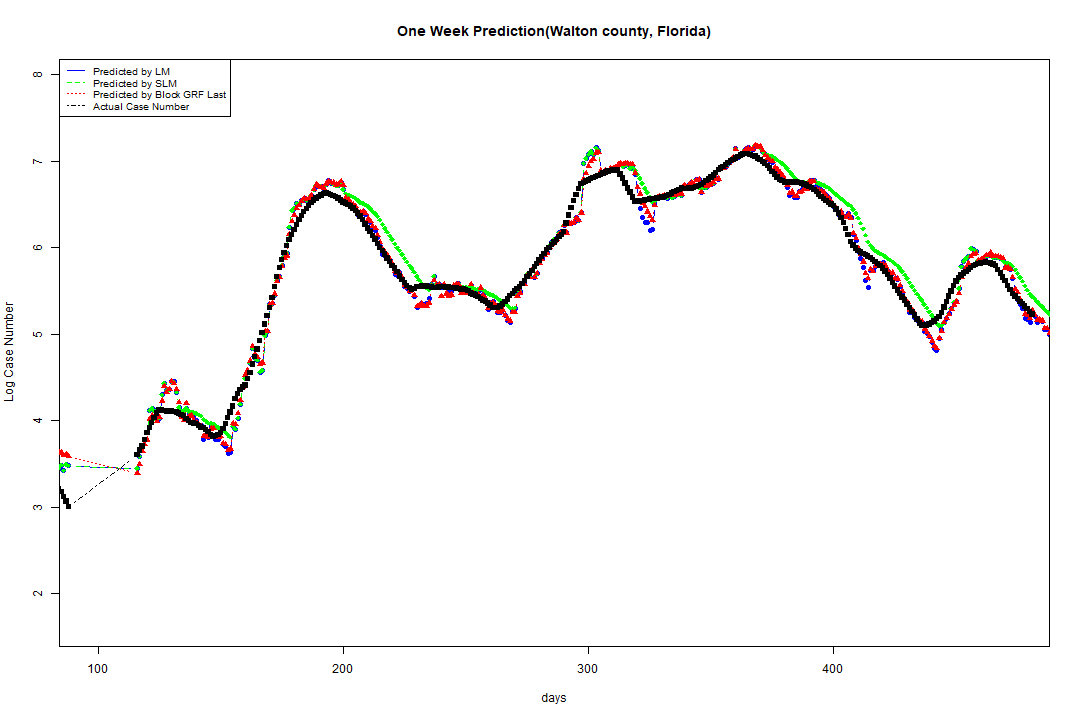 One Week Prediction(Walton county, Florida)
Predicted by LM
Predicted by SLM
Predicted by Block GRF Last
Actual Case Number
8
7
6
5
4
3
2
Log Case Number
100 200 300 400
days